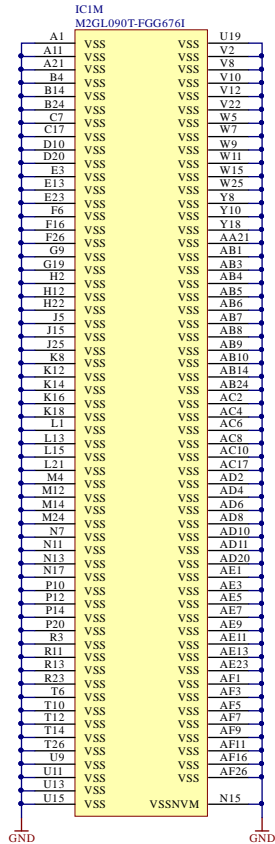 IC1M
M2GL090T-FGG676I
A1 VSS VSS U19
A11 VSS VSS V2
A21 VSS VSS V8
B4 VSS VSS V10
B14 VSS VSS V12
B24 VSS VSS V22
C7 VSS VSS W5
C17 VSS VSS W7
D10 VSS VSS W9
D20 VSS VSS W11
E3 VSS VSS W15
E13 VSS VSS W25
E23 VSS VSS Y8
F6 VSS VSS Y10
F16 VSS VSS Y18
F26 VSS VSS AA21
G9 VSS VSS AB1
G19 VSS VSS AB3
H2 VSS VSS AB4
H12 VSS VSS AB5
H22 VSS VSS AB6
J5 VSS VSS AB7
J15 VSS VSS AB8
J25 VSS VSS AB9
K8 VSS VSS AB10
K12 VSS VSS AB14
K14 VSS VSS AB24
K16 VSS VSS AC2
K18 VSS VSS AC4
L1 VSS VSS AC6
L13 VSS VSS AC8
L15 VSS VSS AC10
L21 VSS VSS AC17
M4 VSS VSS AD2
M12 VSS VSS AD4
M14 VSS VSS AD6
M24 VSS VSS AD8
N7 VSS VSS AD10
N11 VSS VSS AD11
N13 VSS VSS AD20
N17 VSS VSS AE1
P10 VSS VSS AE3
P12 VSS VSS AE5
P14 VSS VSS AE7
P20 VSS VSS AE9
R3 VSS VSS AE11
R11 VSS VSS AE13
R13 VSS VSS AE23
R23 VSS VSS AF1
T6 VSS VSS AF3
T10 VSS VSS AF5
T12 VSS VSS AF7
T14 VSS VSS AF9
T26 VSS VSS AF11
U9 VSS VSS AF16
U11 VSS VSS AF26
U13 VSS
U15 VSS VSSNVM N15
GND GND